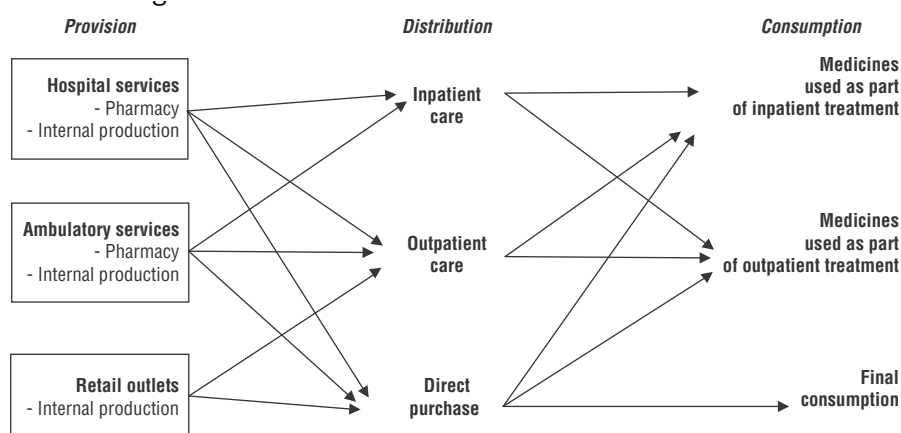 Provision
Distribution
Consumption
Hospital services
- Pharmacy
- Internal production
Inpatient
care
Medicines
used as part
of inpatient treatment
Ambulatory services
- Pharmacy
- Internal production
Outpatient
care
Medicines
used as part
of outpatient treatment
Retail outlets
- Internal production
Direct
purchase
Final
consumption